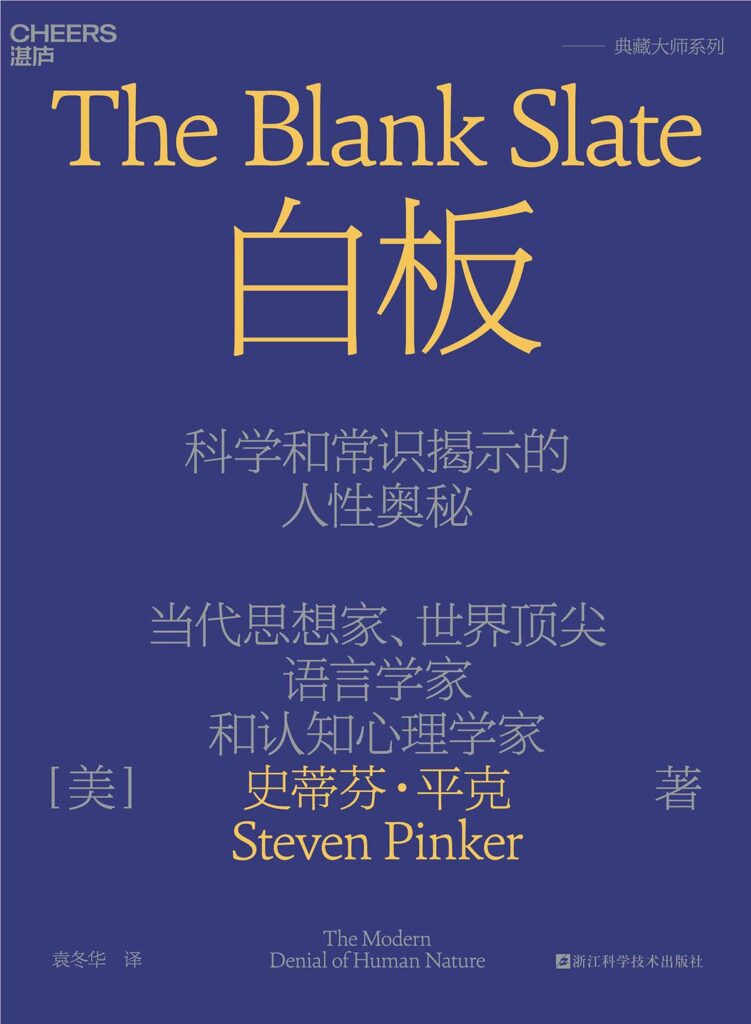 CHEERS
湛庐
典藏大师系列
The Blank Slate
白板
科学和常识揭示的
人性奥秘
当代思想家、世界顶尖
语言学家
和认知心理学家
[美] 史蒂芬·平克 著
Steven Pinker
The Modern
Denial of Human Nature
袁冬华 译
浙江科学技术出版社